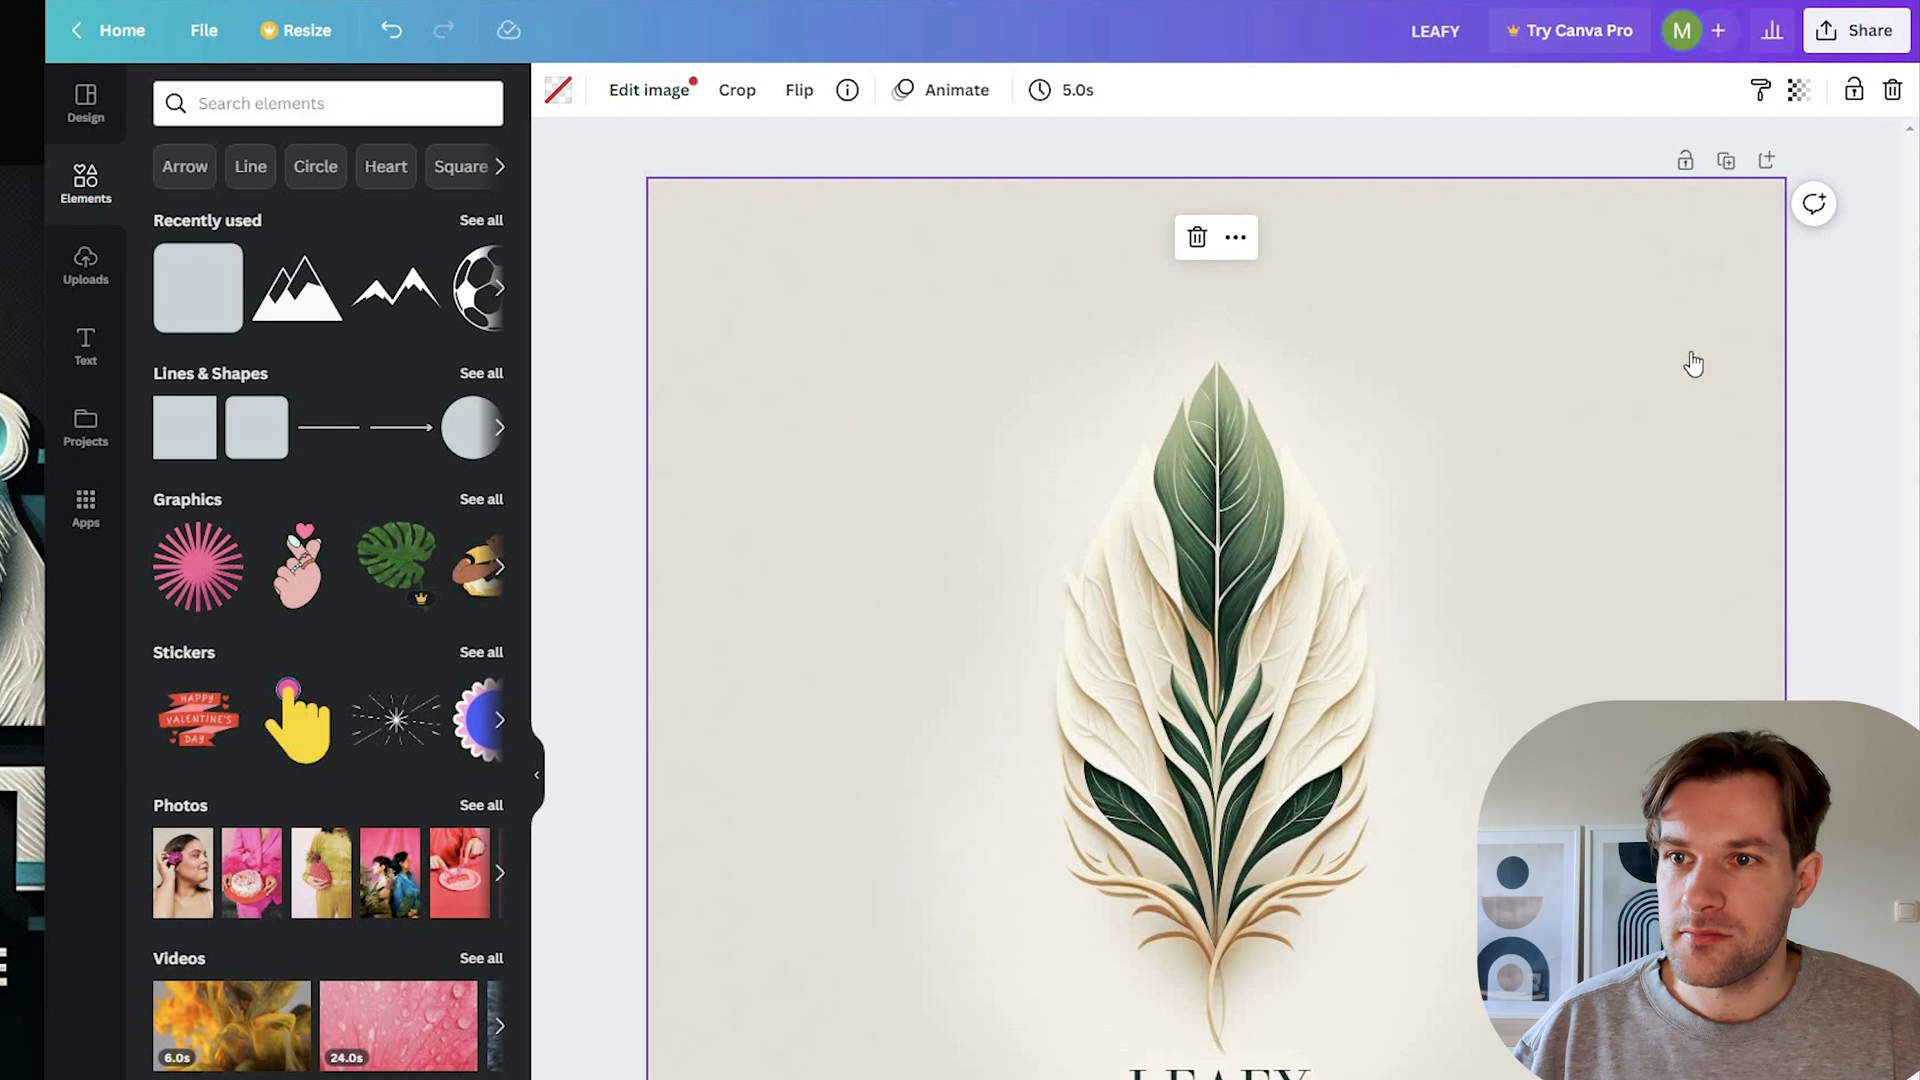 Home File Resize LEAFY Try Canva Pro M + Share
Design
Elements
Uploads
Text
Projects
Apps
Search elements
Arrow Line Circle Heart Square
Recently used See all
Lines & Shapes See all
Graphics See all
Stickers See all
HAPPY
VALENTINE'S
DAY
Photos See all
Videos See all
6.0s 24.0s
Edit image Crop Flip Animate 5.0s
LEAFY